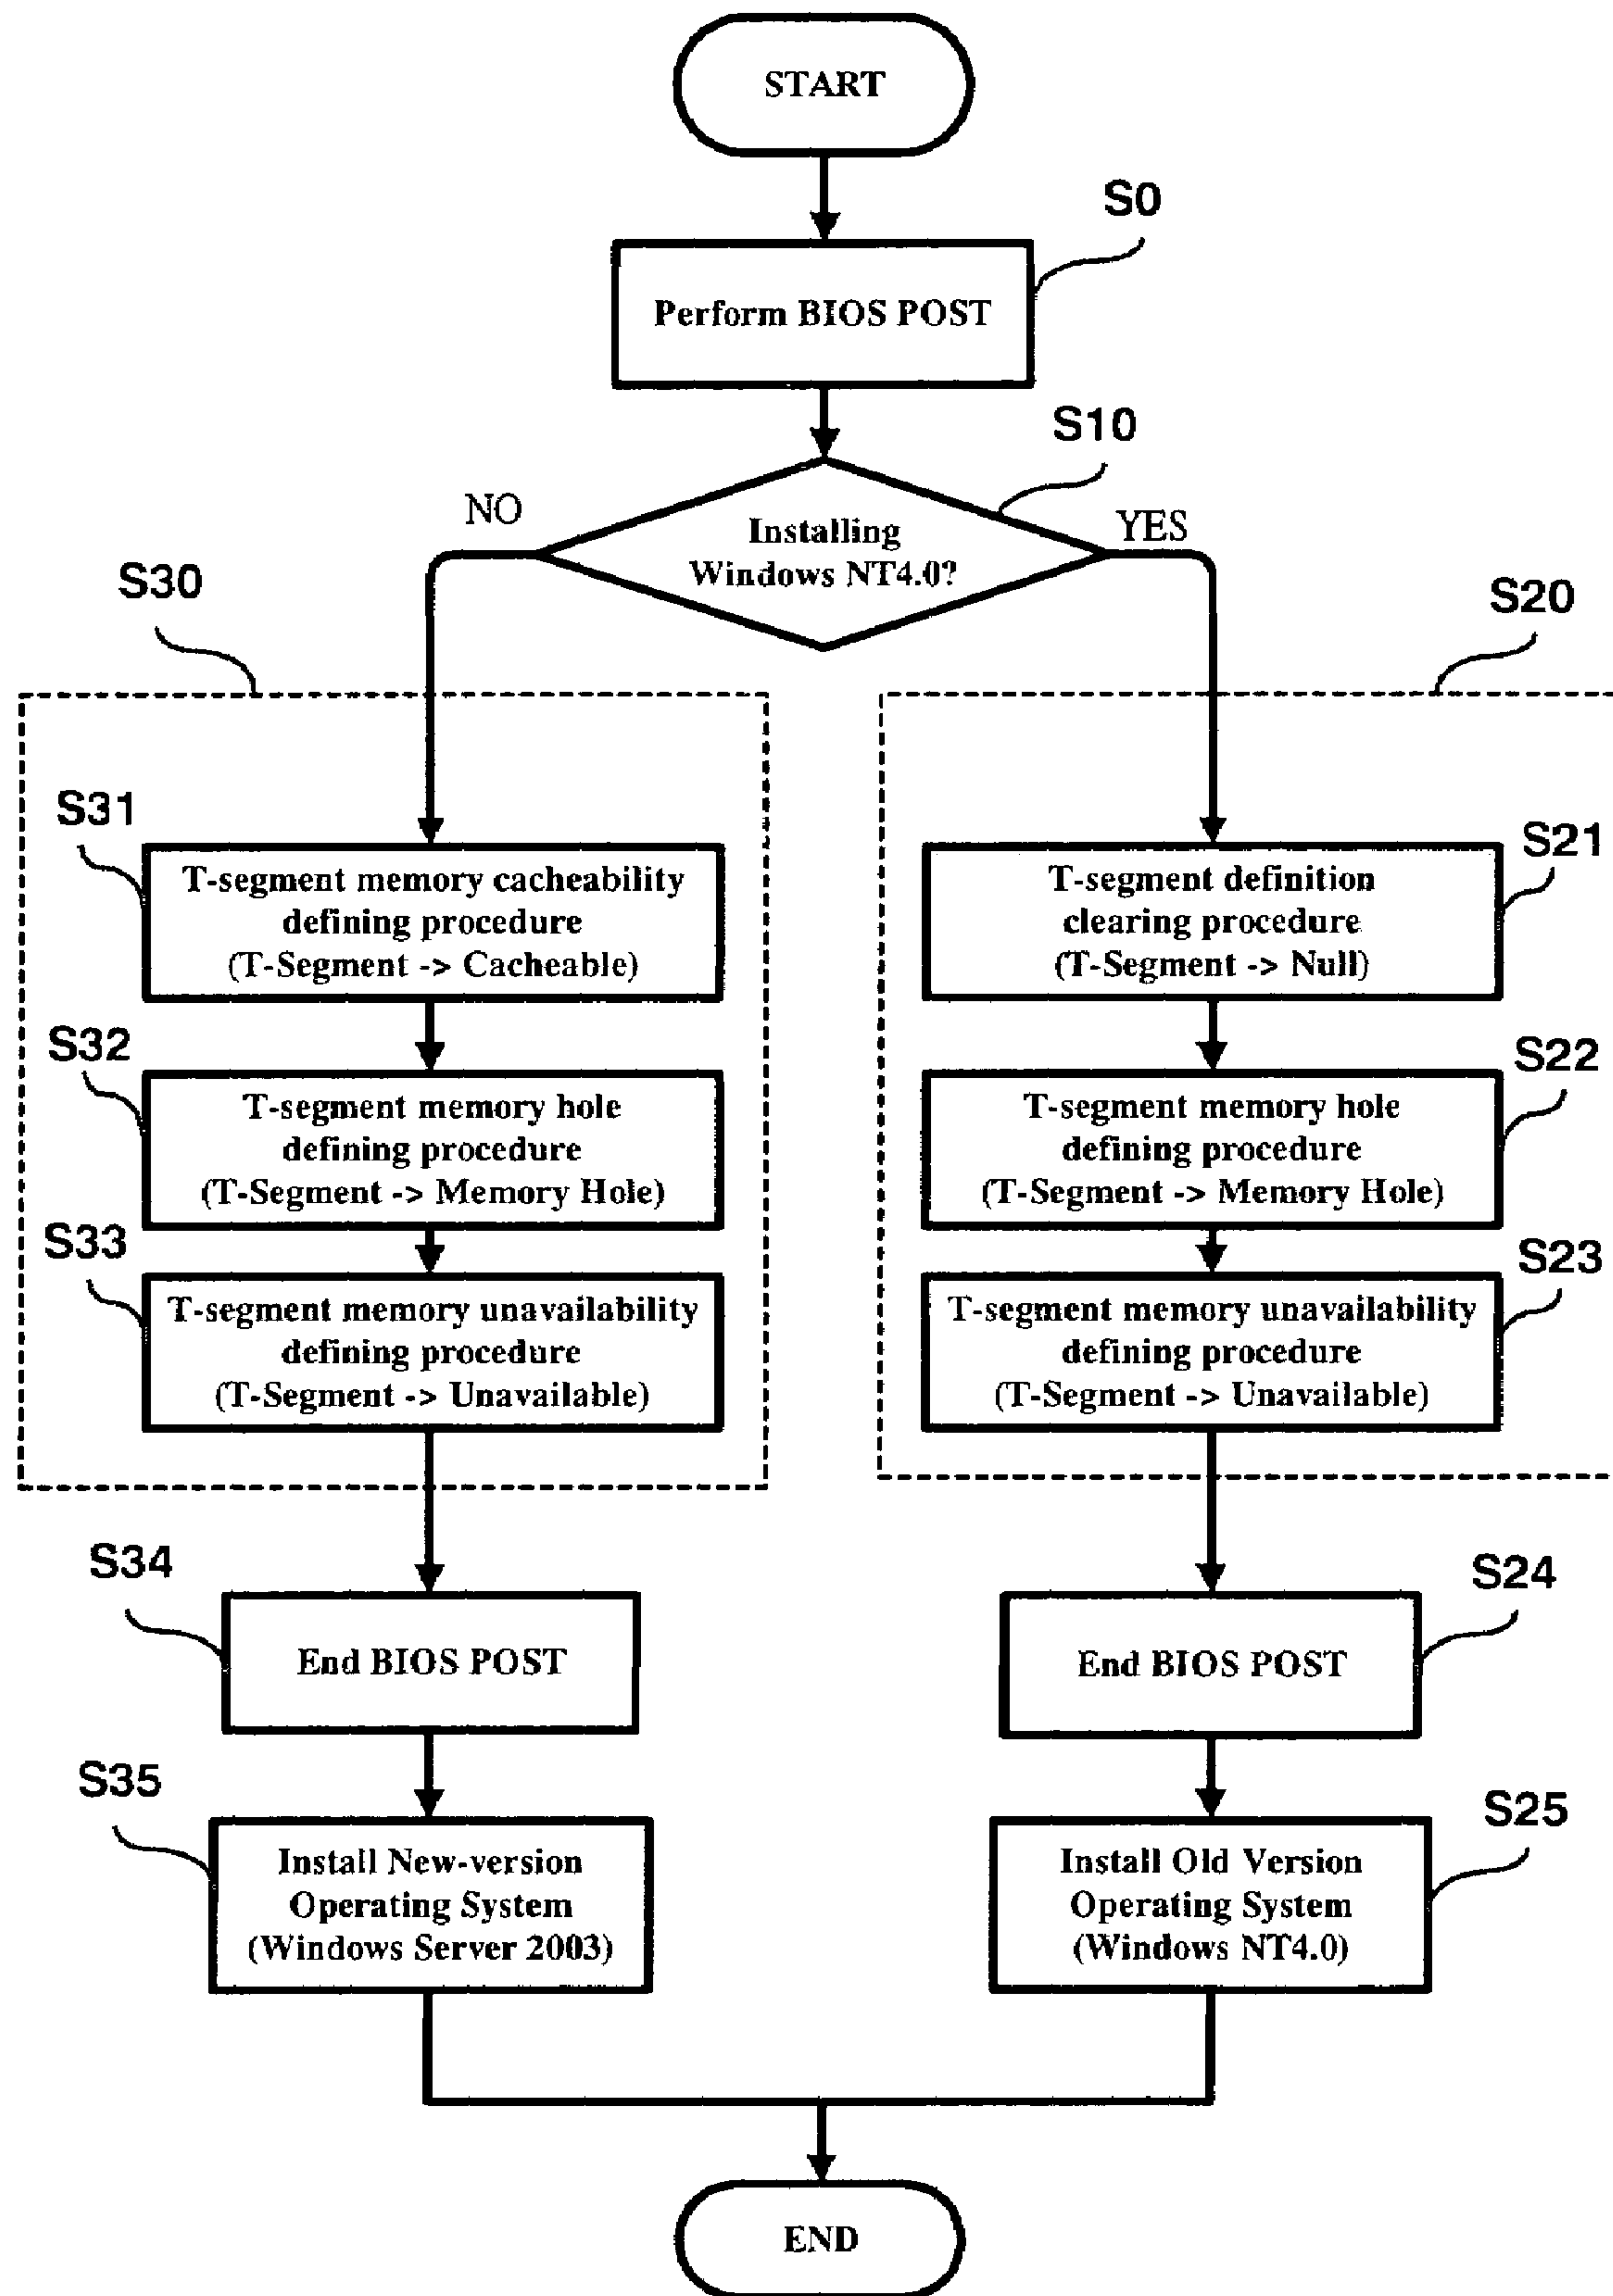 START
S0
Perform BIOS POST
S10
NO
YES
Installing
Windows NT4.0?
S30
S20
S31
T-segment memory cacheability
defining procedure
(T-Segment -> Cacheable)
S32
T-segment memory hole
defining procedure
(T-Segment -> Memory Hole)
S33
T-segment memory unavailability
defining procedure
(T-Segment -> Unavailable)
S34
End BIOS POST
S35
Install New-version
Operating System
(Windows Server 2003)
S21
T-segment definition
clearing procedure
(T-Segment -> Null)
S22
T-segment memory hole
defining procedure
(T-Segment -> Memory Hole)
S23
T-segment memory unavailability
defining procedure
(T-Segment -> Unavailable)
S24
End BIOS POST
S25
Install Old Version
Operating System
(Windows NT4.0)
END